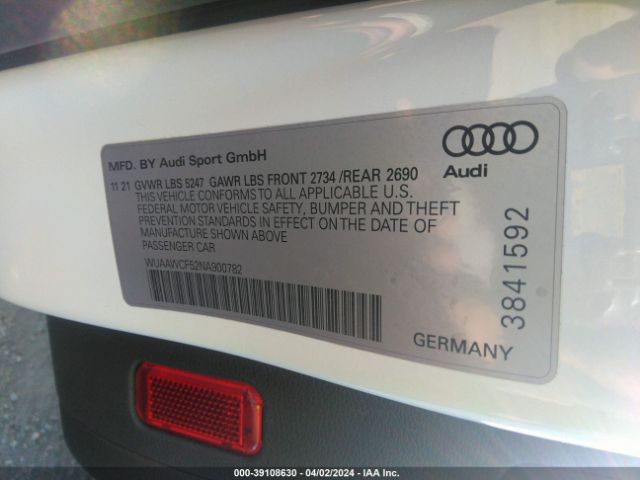 MFD. BY Audi Sport GmbH
11 21 GVWR LBS 5247 GAWR LBS FRONT 2734 /REAR 2690
THIS VEHICLE CONFORMS TO ALL APPLICABLE U.S.
FEDERAL MOTOR VEHICLE SAFETY, BUMPER AND THEFT
PREVENTION STANDARDS IN EFFECT ON THE DATE OF
MANUFACTURE SHOWN ABOVE
PASSENGER CAR
WUAAWCF52NA900782
Audi
3841592
GERMANY
000-39108630 - 04/02/2024 - IAA Inc.